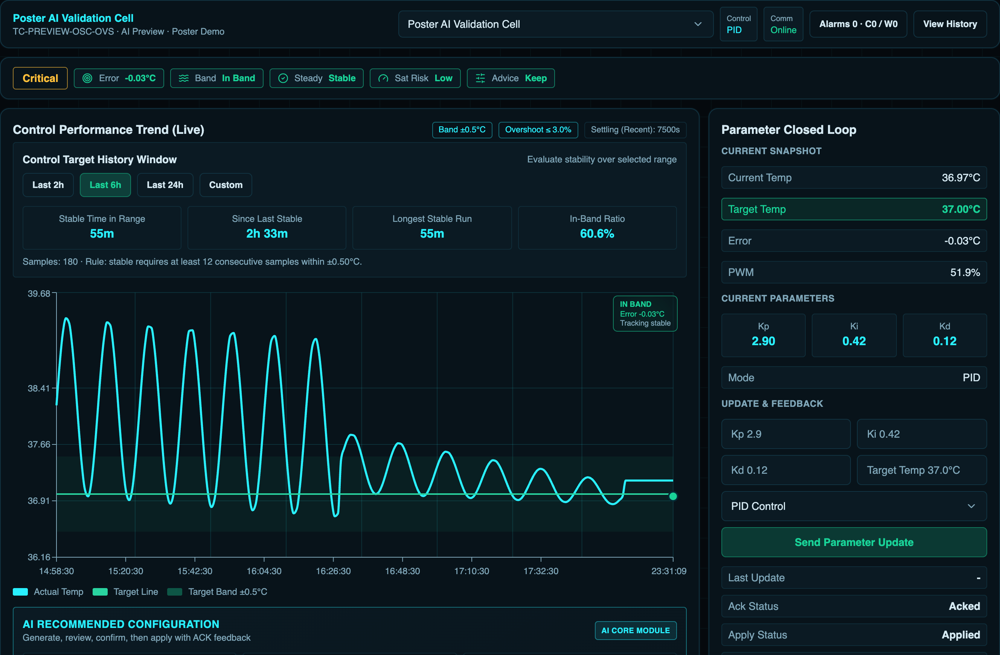 Poster AI Validation Cell
TC-PREVIEW-OSC-OVS · AI Preview · Poster Demo
Poster AI Validation Cell
Control
PID
Comm
Online
Alarms 0 · C0 / W0
View History
Critical
Error -0.03°C
Band In Band
Steady Stable
Sat Risk Low
Advice Keep
Control Performance Trend (Live)
Band ±0.5°C
Overshoot ≤ 3.0%
Settling (Recent): 7500s
Control Target History Window
Evaluate stability over selected range
Last 2h
Last 6h
Last 24h
Custom
Stable Time in Range
55m
Since Last Stable
2h 33m
Longest Stable Run
55m
In-Band Ratio
60.6%
Samples: 180 · Rule: stable requires at least 12 consecutive samples within ±0.50°C.
39.68
38.41
37.66
36.91
36.16
IN BAND
Error -0.03°C
Tracking stable
14:58:30
15:20:30
15:42:30
16:04:30
16:26:30
16:48:30
17:10:30
17:32:30
23:31:09
Actual Temp
Target Line
Target Band ±0.5°C
AI RECOMMENDED CONFIGURATION
Generate, review, confirm, then apply with ACK feedback
AI CORE MODULE
Parameter Closed Loop
CURRENT SNAPSHOT
Current Temp 36.97°C
Target Temp 37.00°C
Error -0.03°C
PWM 51.9%
CURRENT PARAMETERS
Kp
2.90
Ki
0.42
Kd
0.12
Mode PID
UPDATE & FEEDBACK
Kp 2.9
Ki 0.42
Kd 0.12
Target Temp 37.0°C
PID Control
Send Parameter Update
Last Update -
Ack Status Acked
Apply Status Applied